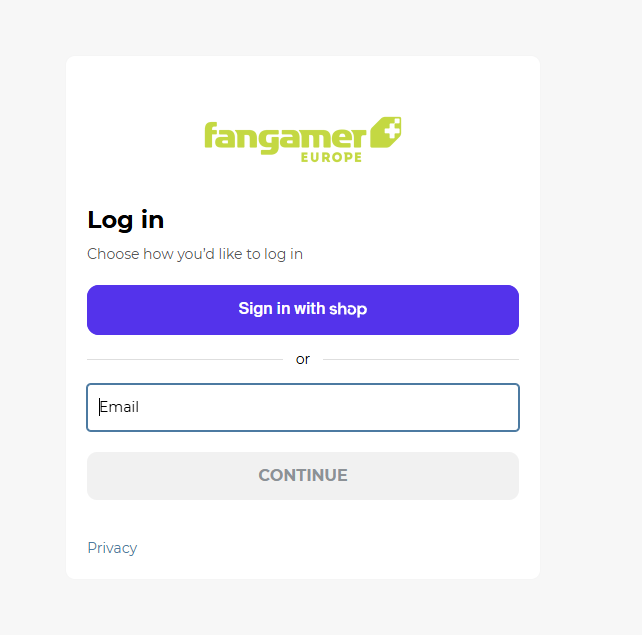 fangamer
EUROPE
Log in
Choose how you'd like to log in
Sign in with shop
or
Email
CONTINUE
Privacy